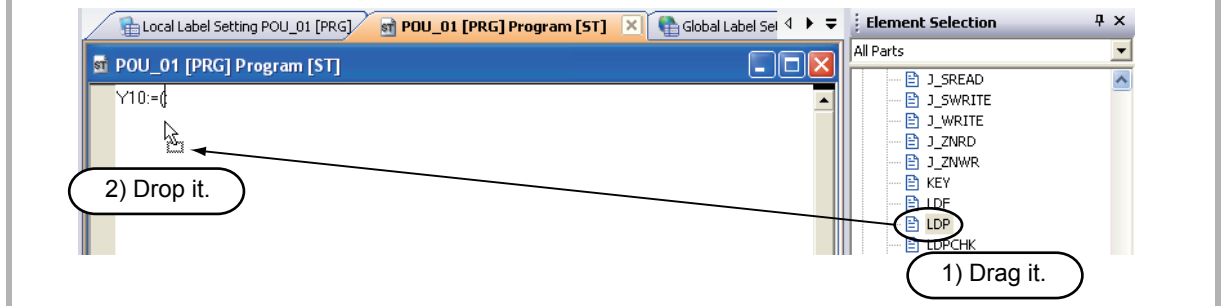 Local Label Setting POU_01 [PRG]
POU_01 [PRG] Program [ST]
Global Label Set
Element Selection
All Parts
POU_01 [PRG] Program [ST]
Y10:=(
J_SREAD
J_SWRITE
J_WRITE
J_ZNRD
J_ZNWR
KEY
LDF
LDP
LDPCHK
2) Drop it.
1) Drag it.